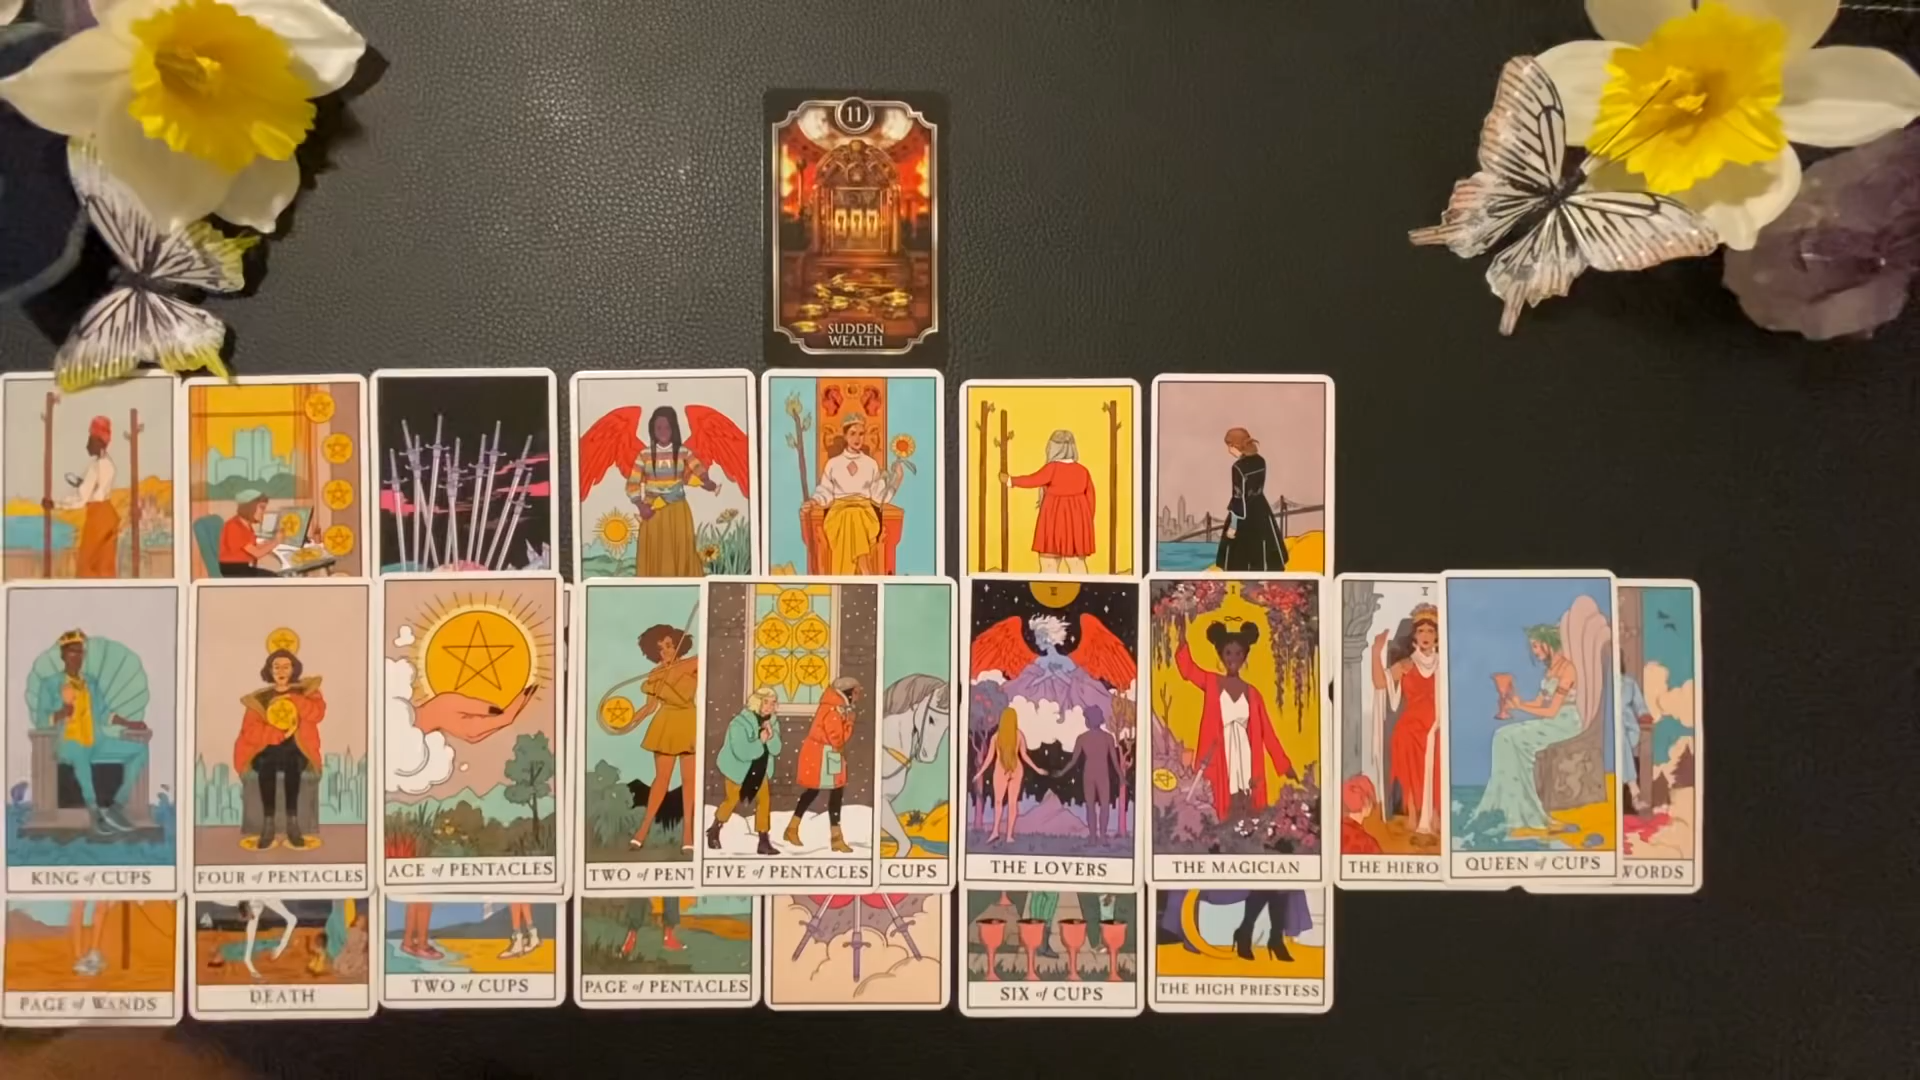 11
SUDDEN
WEALTH
III
II
I
I
KING of CUPS
FOUR of PENTACLES
ACE of PENTACLES
TWO of PENT
FIVE of PENTACLES
CUPS
THE LOVERS
THE MAGICIAN
THE HIERO
QUEEN of CUPS
WORDS
PAGE of WANDS
DEATH
TWO of CUPS
PAGE of PENTACLES
SIX of CUPS
THE HIGH PRIESTESS